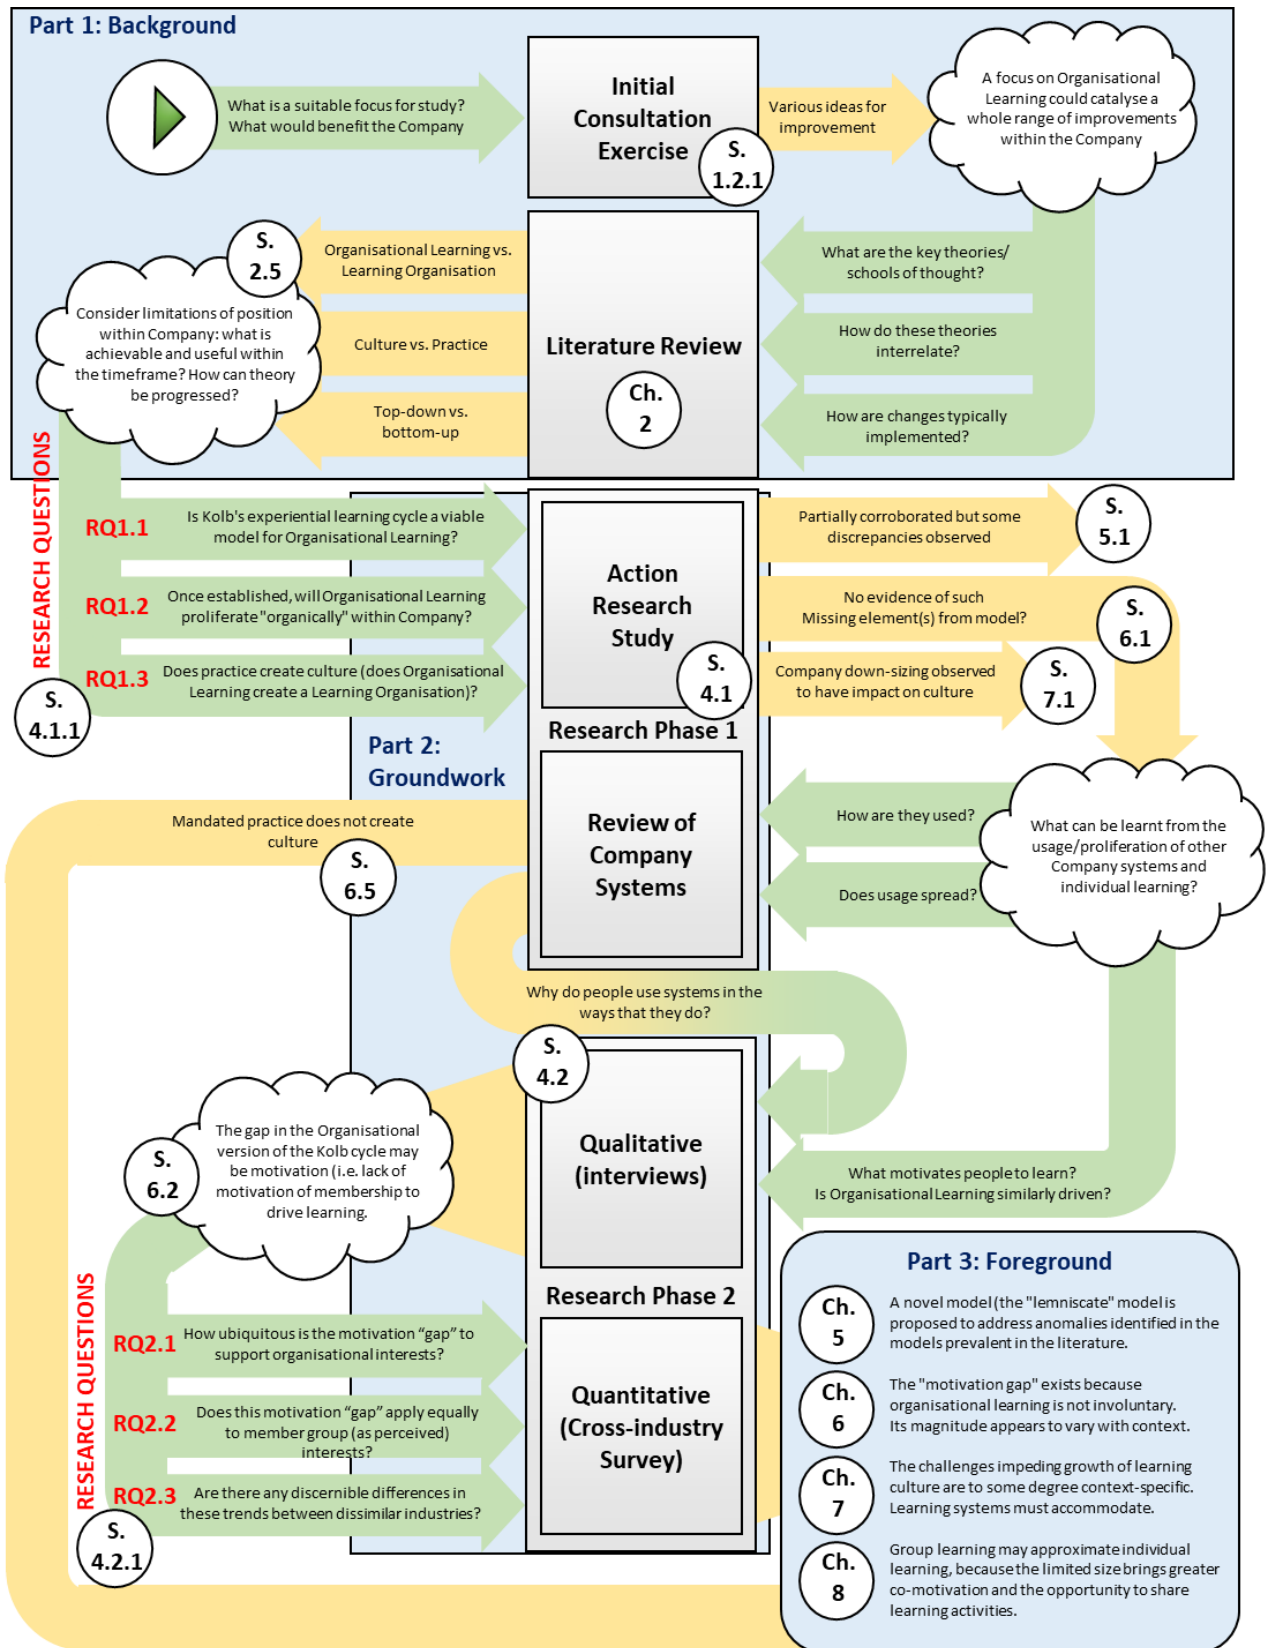 Part 1: Background
What is a suitable focus for study?
What would benefit the Company
Initial
Consultation
Exercise
S.
1.2.1
Various ideas for
improvement
A focus on Organisational
Learning could catalyse a
whole range of improvements
within the Company
S.
2.5
Organisational Learning vs.
Learning Organisation
Culture vs. Practice
Top-down vs.
bottom-up
Consider limitations of position
within Company: what is
achievable and useful within
the timeframe? How can theory
be progressed?
Literature Review
Ch.
2
What are the key theories/
schools of thought?
How do these theories
interrelate?
How are changes typically
implemented?
RESEARCH QUESTIONS
RQ1.1
Is Kolb's experiential learning cycle a viable
model for Organisational Learning?
RQ1.2
Once established, will Organisational Learning
proliferate "organically" within Company?
RQ1.3
Does practice create culture (does Organisational
Learning create a Learning Organisation)?
S.
4.1.1
Action
Research
Study
S.
4.1
Partially corroborated but some
discrepancies observed
S.
5.1
No evidence of such
Missing element(s) from model?
S.
6.1
Company down-sizing observed
to have impact on culture
S.
7.1
Research Phase 1
Part 2:
Groundwork
Mandated practice does not create
culture
S.
6.5
Review of
Company
Systems
How are they used?
Does usage spread?
What can be learnt from the
usage/proliferation of other
Company systems and
individual learning?
Why do people use systems in the
ways that they do?
S.
4.2
The gap in the Organisational
version of the Kolb cycle may
be motivation (i.e. lack of
motivation of membership to
drive learning.
S.
6.2
Qualitative
(interviews)
What motivates people to learn?
Is Organisational Learning similarly driven?
Research Phase 2
RESEARCH QUESTIONS
RQ2.1
How ubiquitous is the motivation “gap” to
support organisational interests?
RQ2.2
Does this motivation “gap” apply equally
to member group (as perceived)
interests?
RQ2.3
Are there any discernible differences in
these trends between dissimilar industries?
S.
4.2.1
Quantitative
(Cross-industry
Survey)
Part 3: Foreground
Ch.
5
A novel model (the "lemniscate" model is
proposed to address anomalies identified in the
models prevalent in the literature.
Ch.
6
The "motivation gap" exists because
organisational learning is not involuntary.
Its magnitude appears to vary with context.
Ch.
7
The challenges impeding growth of learning
culture are to some degree context-specific.
Learning systems must accommodate.
Ch.
8
Group learning may approximate individual
learning, because the limited size brings greater
co-motivation and the opportunity to share
learning activities.